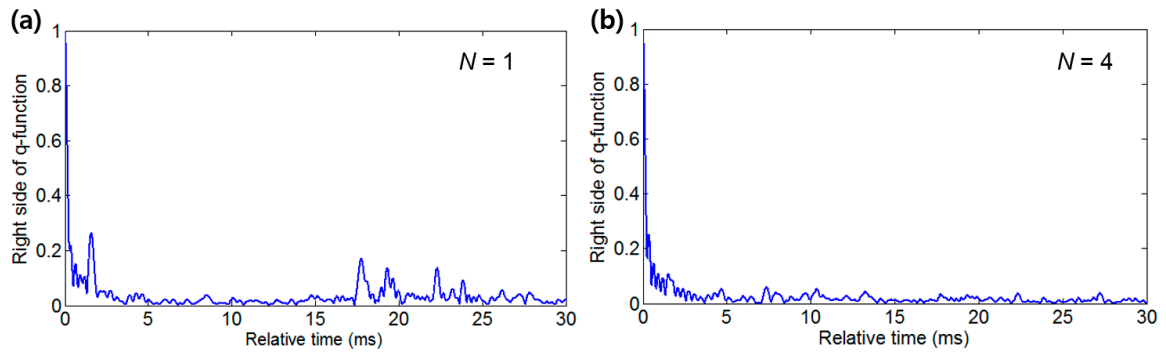 (a)
N = 1
Right side of q-function
1
0.8
0.6
0.4
0.2
0
0 5 10 15 20 25 30
Relative time (ms)
(b)
N = 4
Right side of q-function
1
0.8
0.6
0.4
0.2
0
0 5 10 15 20 25 30
Relative time (ms)